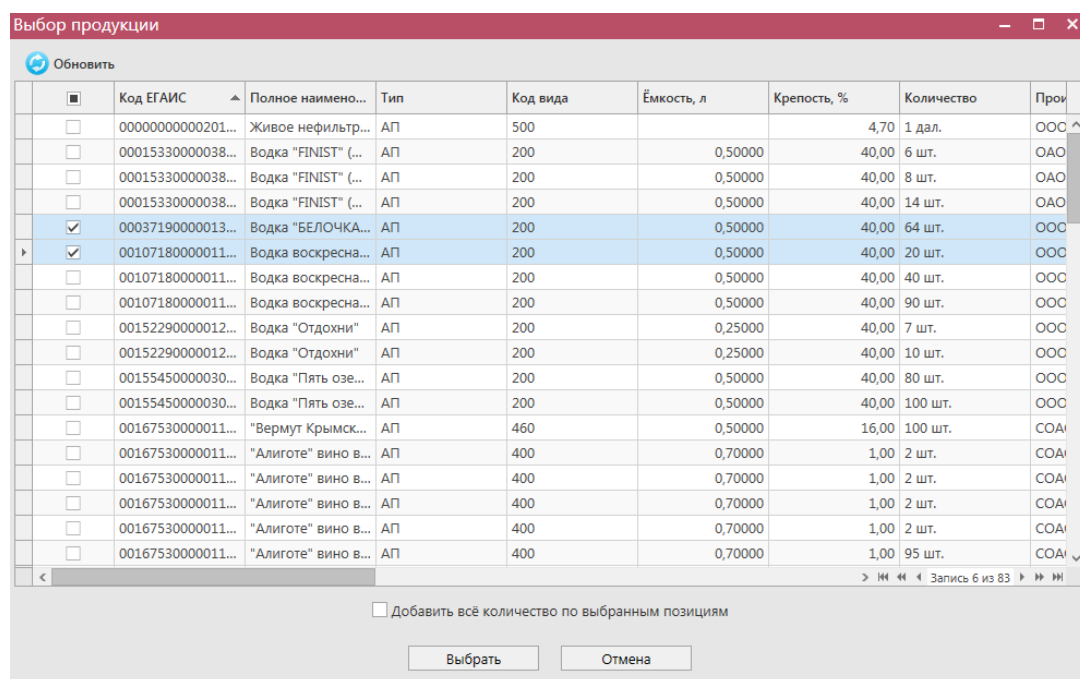 Выбор продукции
Обновить
Код ЕГАИС Полное наимено... Тип Код вида Ёмкость, л Крепость, % Количество Прои
00000000000201... Живое нефильтр... АП 500 4,70 1 дал. ООО
00015330000038... Водка "FINIST" (... АП 200 0,50000 40,00 6 шт. ОАО
00015330000038... Водка "FINIST" (... АП 200 0,50000 40,00 8 шт. ОАО
00015330000038... Водка "FINIST" (... АП 200 0,50000 40,00 14 шт. ОАО
00037190000013... Водка "БЕЛОЧКА... АП 200 0,50000 40,00 64 шт. ООО
00107180000011... Водка воскресна... АП 200 0,50000 40,00 20 шт. ООО
00107180000011... Водка воскресна... АП 200 0,50000 40,00 40 шт. ООО
00107180000011... Водка воскресна... АП 200 0,50000 40,00 90 шт. ООО
00152290000012... Водка "Отдохни" АП 200 0,25000 40,00 7 шт. ООО
00152290000012... Водка "Отдохни" АП 200 0,25000 40,00 10 шт. ООО
00155450000030... Водка "Пять озе... АП 200 0,50000 40,00 80 шт. ООО
00155450000030... Водка "Пять озе... АП 200 0,50000 40,00 100 шт. ООО
00167530000011... "Вермут Крымск... АП 460 0,50000 16,00 100 шт. СОА
00167530000011... "Алиготе" вино в... АП 400 0,70000 1,00 2 шт. СОА
00167530000011... "Алиготе" вино в... АП 400 0,70000 1,00 2 шт. СОА
00167530000011... "Алиготе" вино в... АП 400 0,70000 1,00 2 шт. СОА
00167530000011... "Алиготе" вино в... АП 400 0,70000 1,00 2 шт. СОА
00167530000011... "Алиготе" вино в... АП 400 0,70000 1,00 95 шт. СОА
Запись 6 из 83
Добавить всё количество по выбранным позициям
Выбрать Отмена